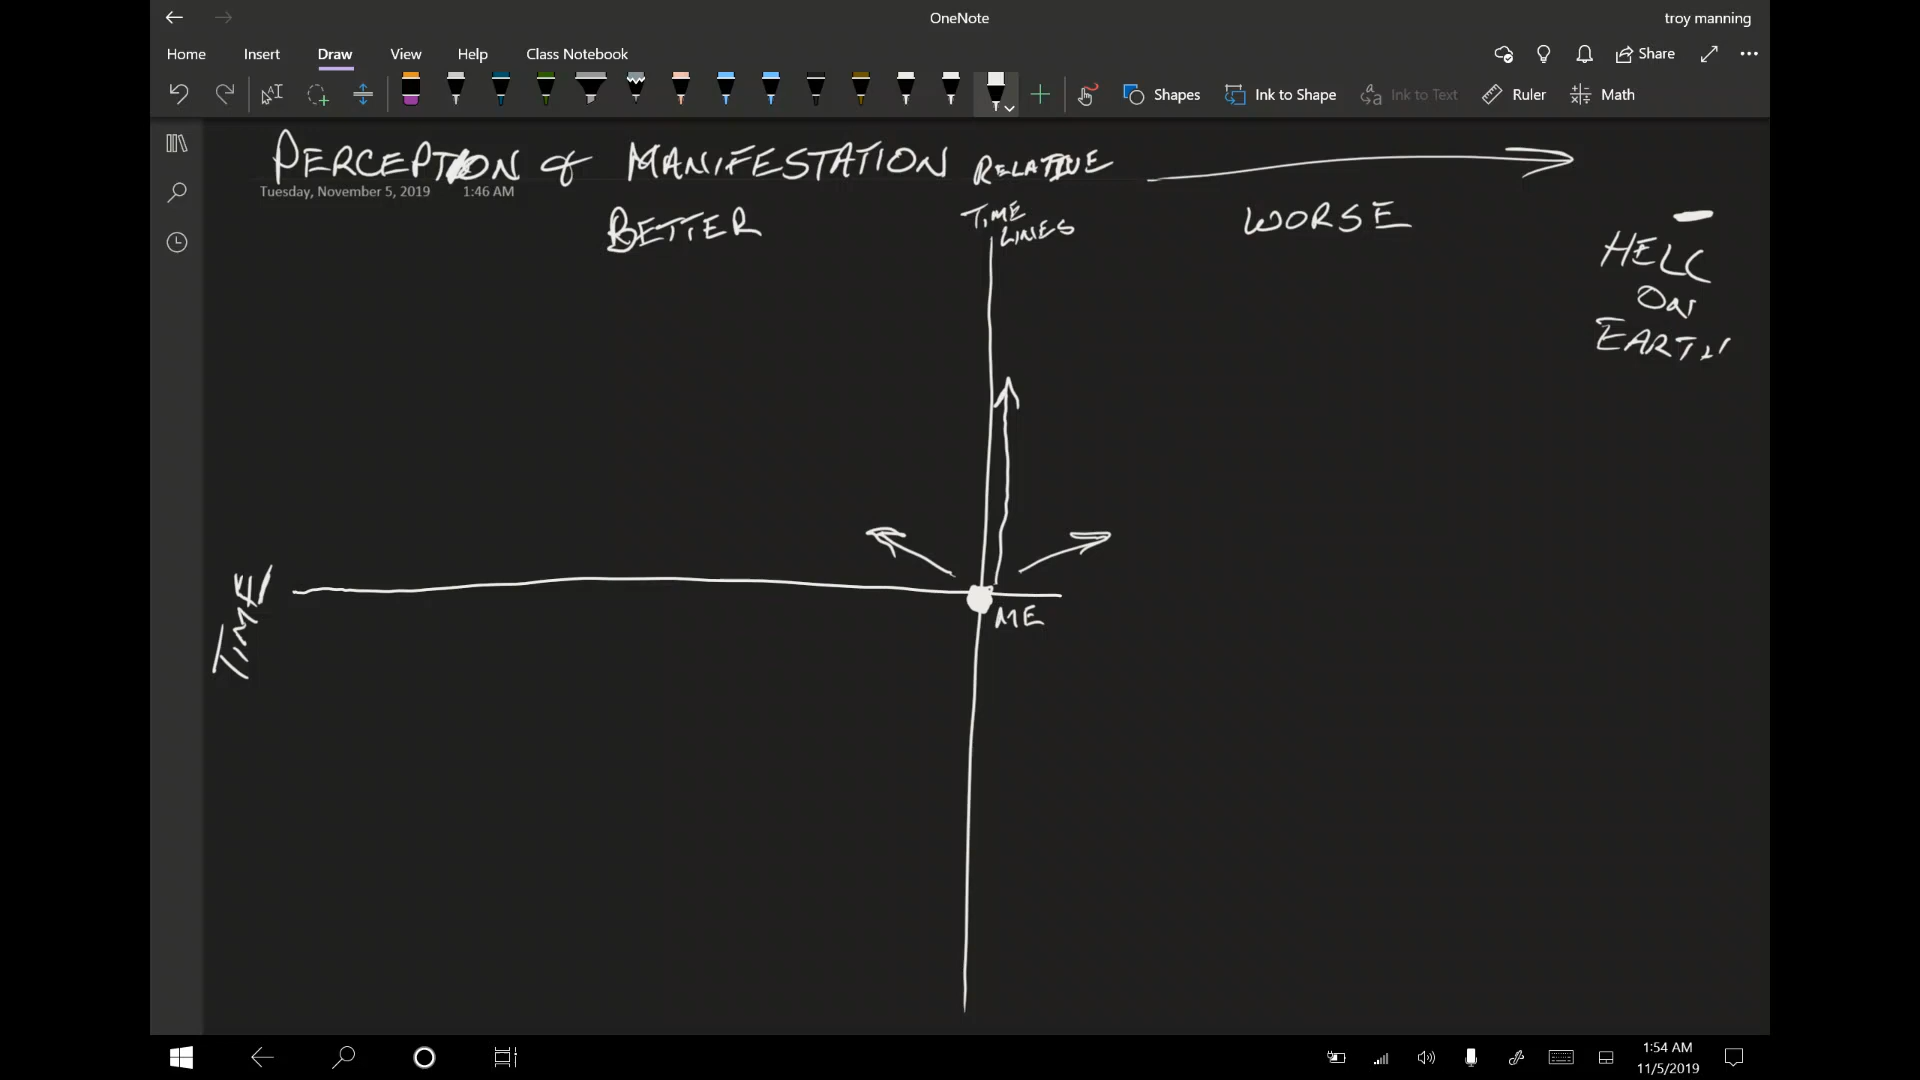 OneNote
troy manning
Home Insert Draw View Help Class Notebook
Share
Shapes Ink to Shape Ink to Text Ruler Math
PERCEPTION of MANIFESTATION RELATIVE
Tuesday, November 5, 2019 1:46 AM
BETTER
TIME
LINES
WORSE
HELL
ON
EARTH
TIME
ME
1:54 AM
11/5/2019